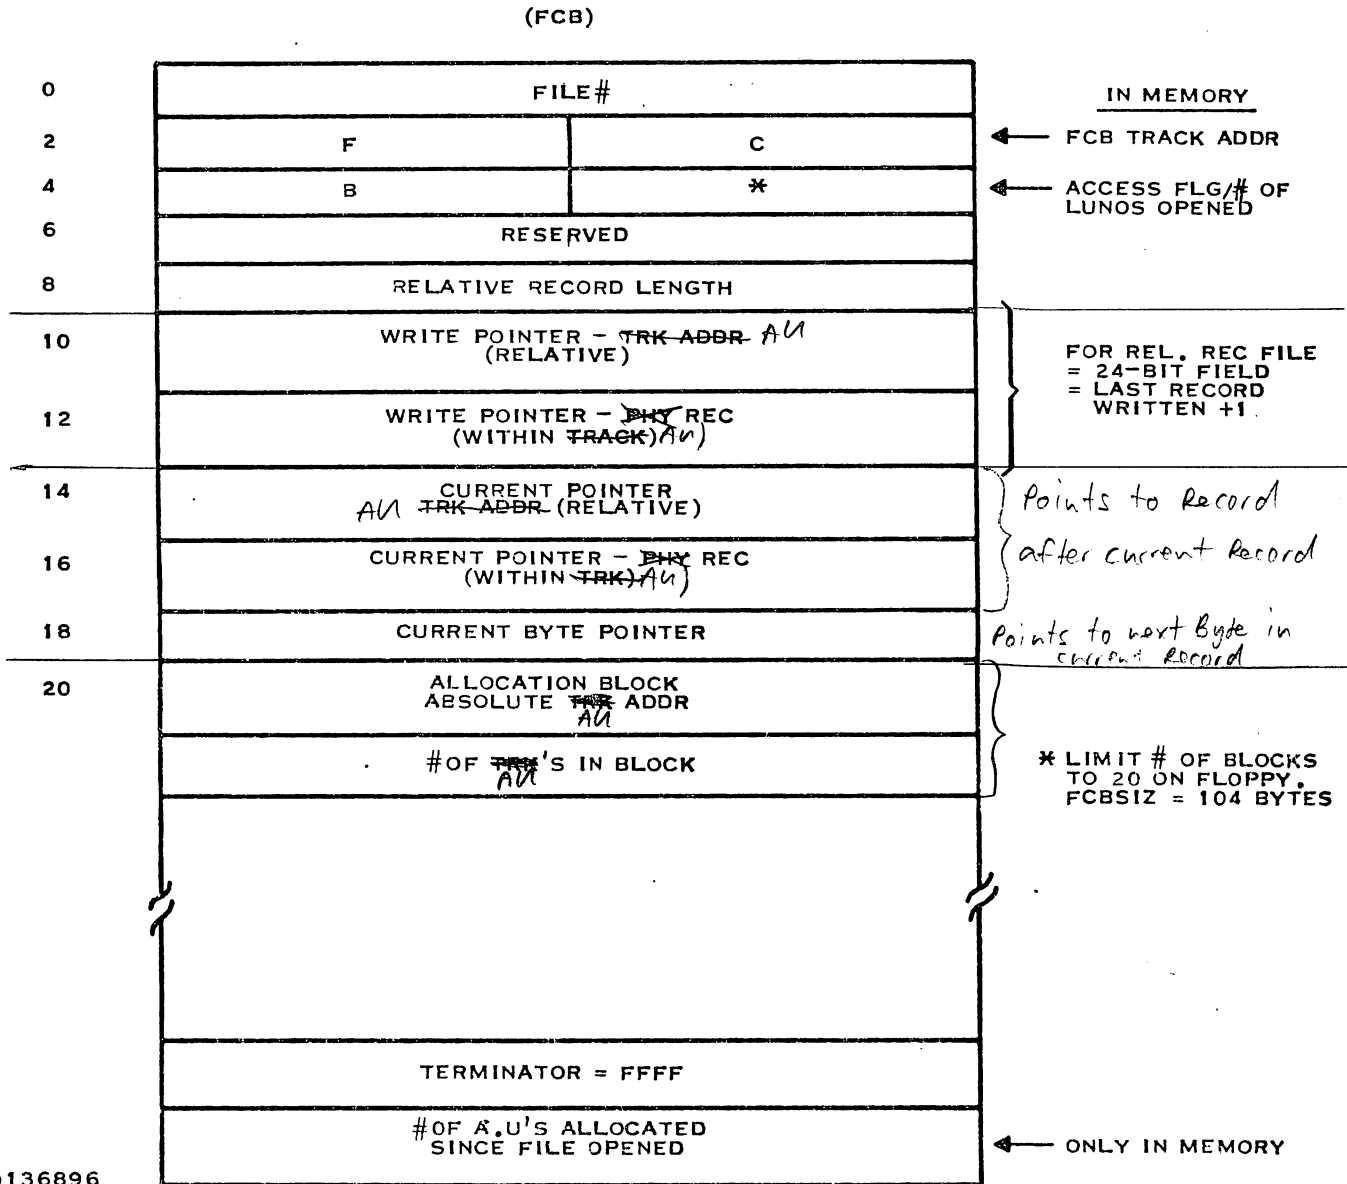 (FCB)
IN MEMORY
0 FILE#
2 F C FCB TRACK ADDR
4 B * ACCESS FLG/# OF
LUNOS OPENED
6 RESERVED
8 RELATIVE RECORD LENGTH
10 WRITE POINTER - TRK ADDR AU
(RELATIVE)
FOR REL. REC FILE
= 24-BIT FIELD
= LAST RECORD
WRITTEN +1
12 WRITE POINTER - PHY REC
(WITHIN TRACK) AU)
14 CURRENT POINTER
AU TRK ADDR (RELATIVE)
Points to Record
after current Record
16 CURRENT POINTER - PHY REC
(WITHIN TRK) AU)
18 CURRENT BYTE POINTER
Points to next Byte in
current Record
20 ALLOCATION BLOCK
ABSOLUTE TRK ADDR
AU
#OF TRK'S IN BLOCK
AU
* LIMIT # OF BLOCKS
TO 20 ON FLOPPY.
FCBSIZ = 104 BYTES
TERMINATOR = FFFF
#OF A.U'S ALLOCATED
SINCE FILE OPENED
ONLY IN MEMORY
136896